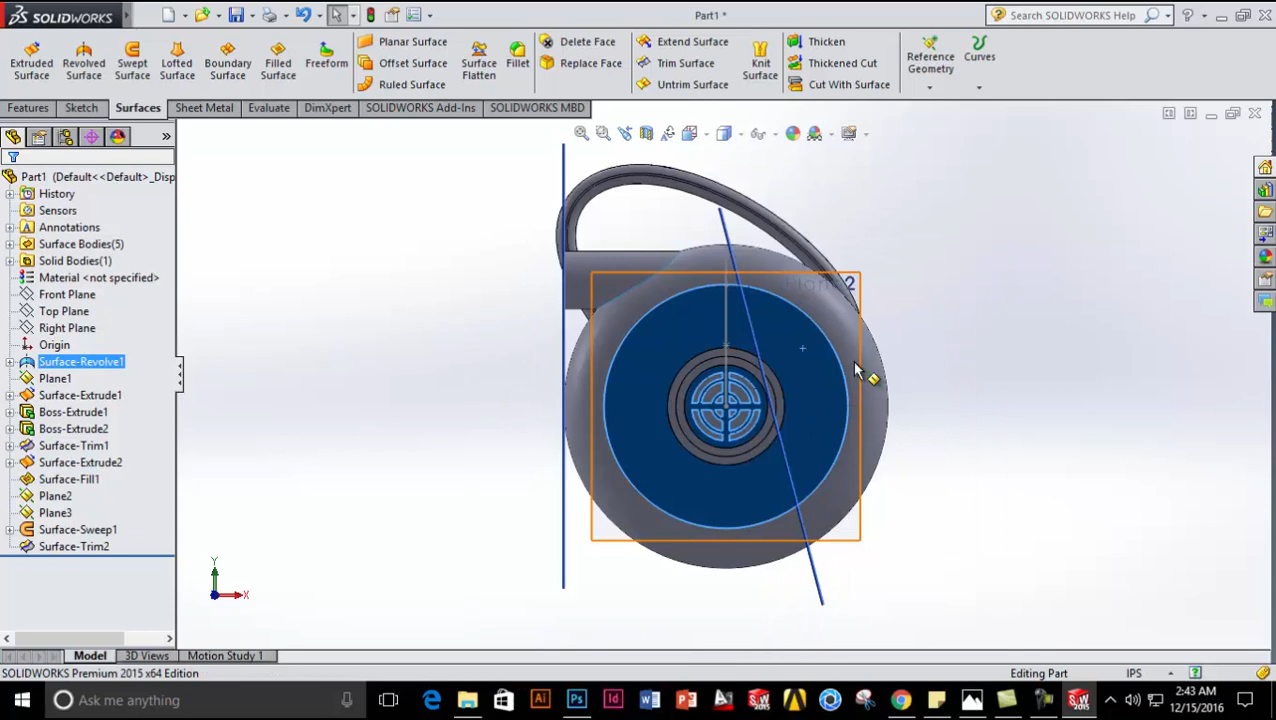 SOLIDWORKS
Part1 *
Search SOLIDWORKS Help
Extruded Surface
Revolved Surface
Swept Surface
Lofted Surface
Boundary Surface
Filled Surface
Freeform
Planar Surface
Offset Surface
Ruled Surface
Surface Flatten
Fillet
Delete Face
Replace Face
Extend Surface
Trim Surface
Untrim Surface
Knit Surface
Thicken
Thickened Cut
Cut With Surface
Reference Geometry
Curves
Features
Sketch
Surfaces
Sheet Metal
Evaluate
DimXpert
SOLIDWORKS Add-Ins
SOLIDWORKS MBD
Part1 (Default<<Default>_Disp
History
Sensors
Annotations
Surface Bodies(5)
Solid Bodies(1)
Material <not specified>
Front Plane
Top Plane
Right Plane
Origin
Surface-Revolve1
Plane1
Surface-Extrude1
Boss-Extrude1
Boss-Extrude2
Surface-Trim1
Surface-Extrude2
Surface-Fill1
Plane2
Plane3
Surface-Sweep1
Surface-Trim2
2
Y
X
Model
3D Views
Motion Study 1
SOLIDWORKS Premium 2015 x64 Edition
Editing Part
IPS
Ask me anything
2:43 AM
12/15/2016